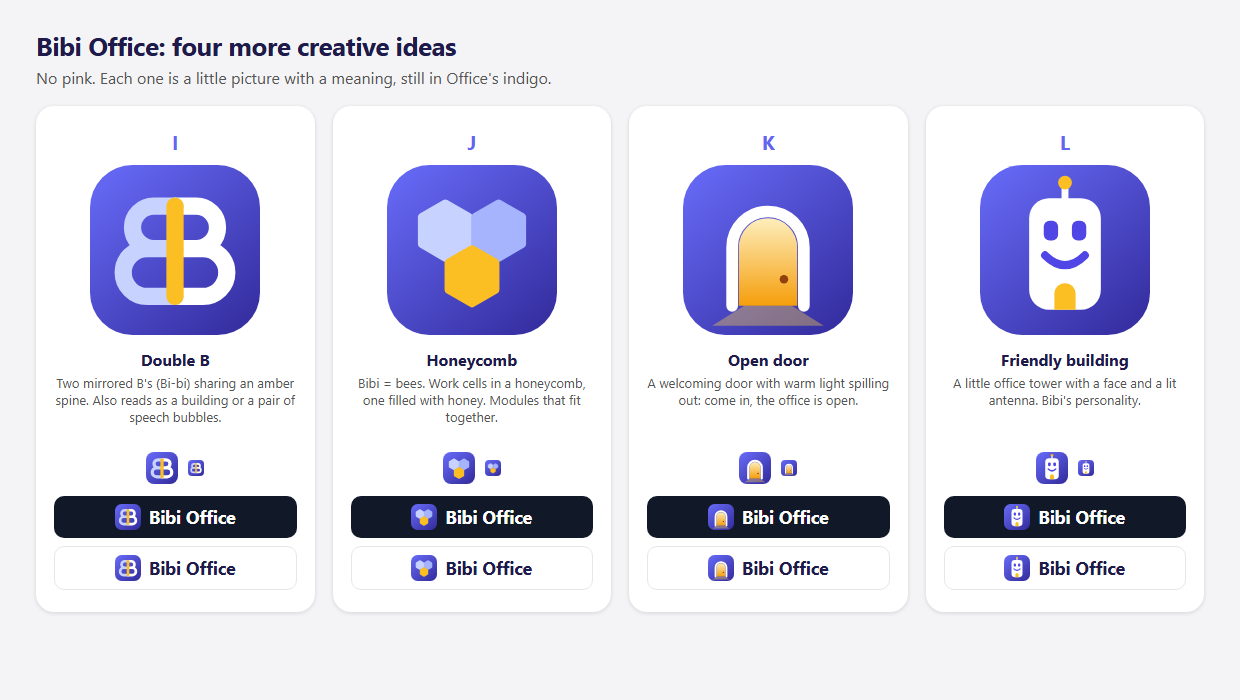 Bibi Office: four more creative ideas
No pink. Each one is a little picture with a meaning, still in Office's indigo.
I
Double B
Two mirrored B's (Bi-bi) sharing an amber
spine. Also reads as a building or a pair of
speech bubbles.
Bibi Office
Bibi Office
J
Honeycomb
Bibi = bees. Work cells in a honeycomb,
one filled with honey. Modules that fit
together.
Bibi Office
Bibi Office
K
Open door
A welcoming door with warm light spilling
out: come in, the office is open.
Bibi Office
Bibi Office
L
Friendly building
A little office tower with a face and a lit
antenna. Bibi's personality.
Bibi Office
Bibi Office